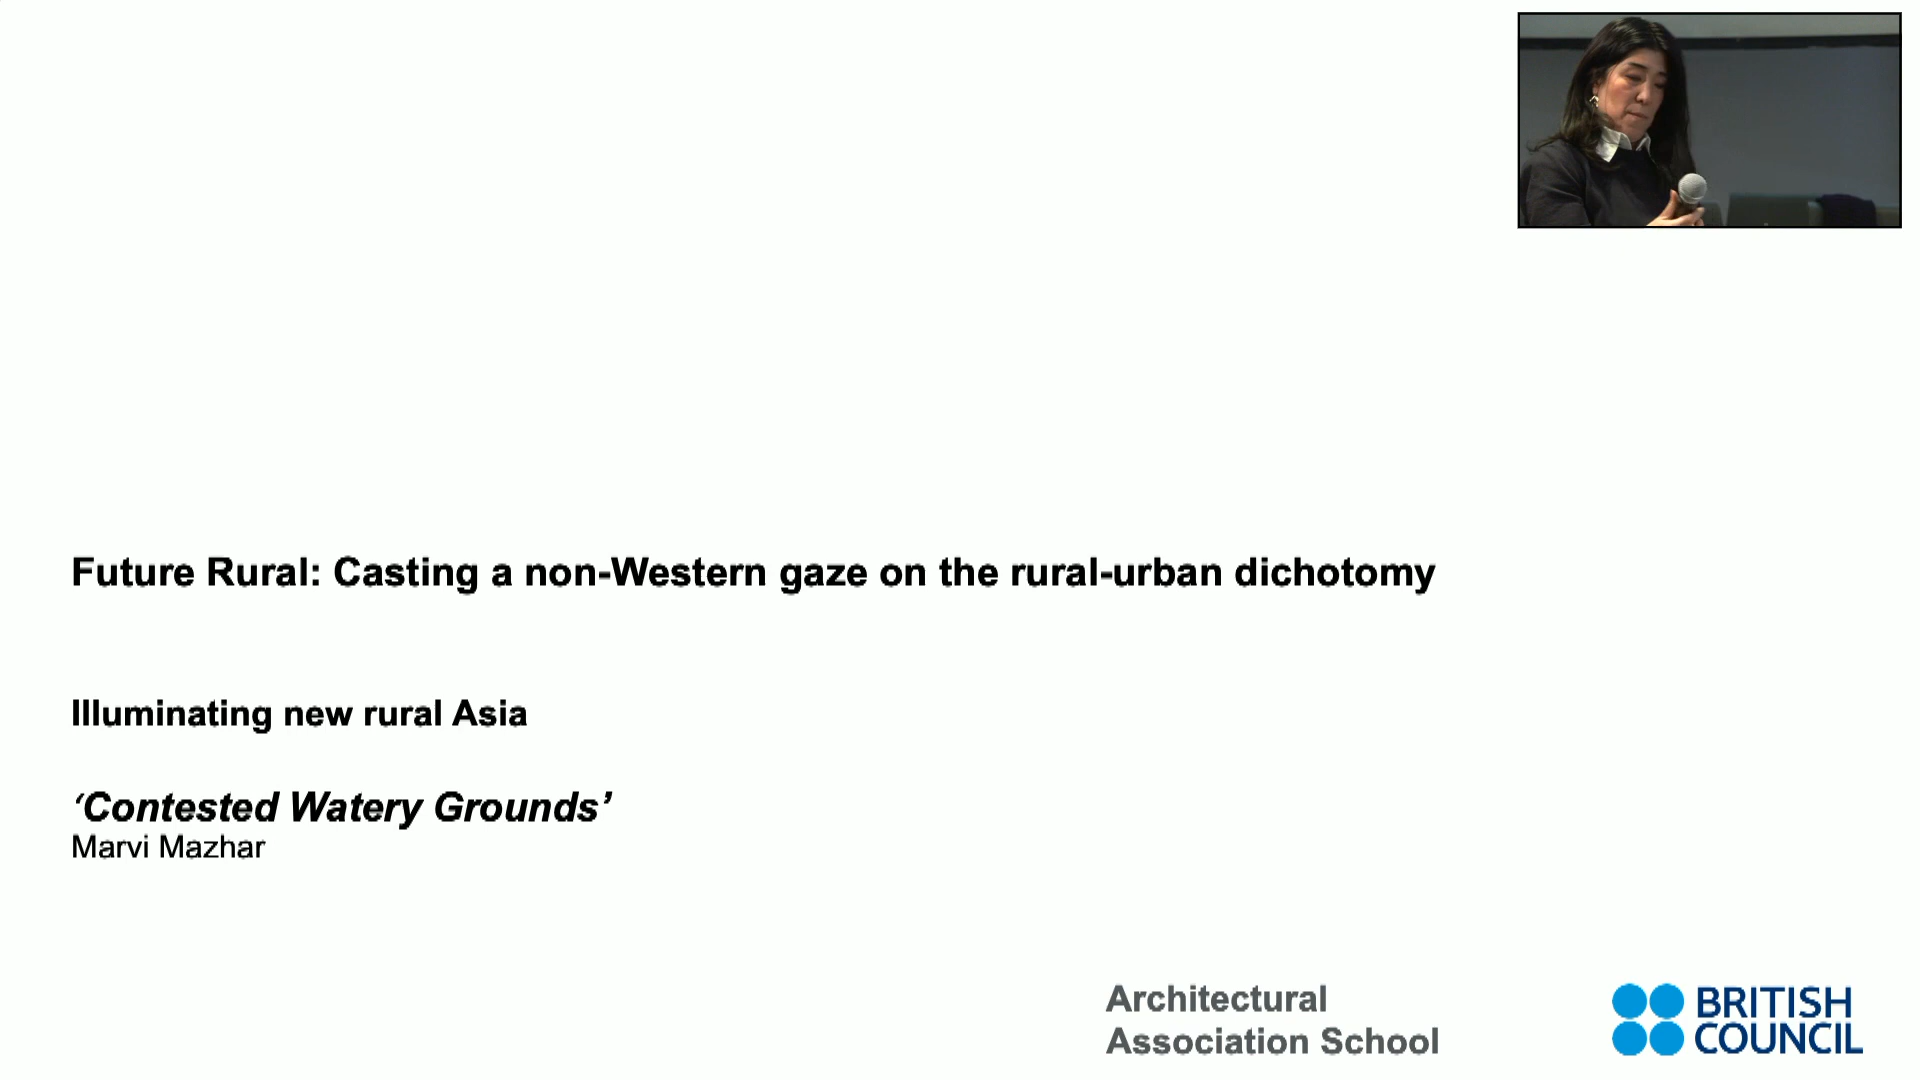 Future Rural: Casting a non-Western gaze on the rural-urban dichotomy
Illuminating new rural Asia
‘Contested Watery Grounds’
Marvi Mazhar
Architectural
Association School
BRITISH
COUNCIL